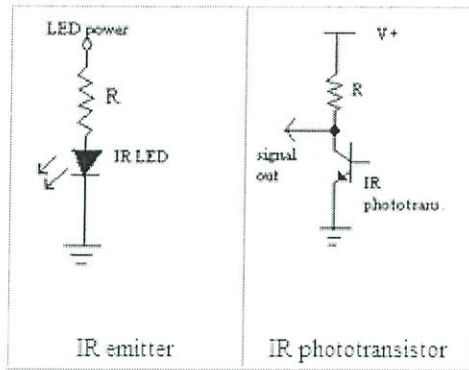 LED power
R
IR LED
IR emitter
V+
R
signal
out
IR
phototrans.
IR phototransistor